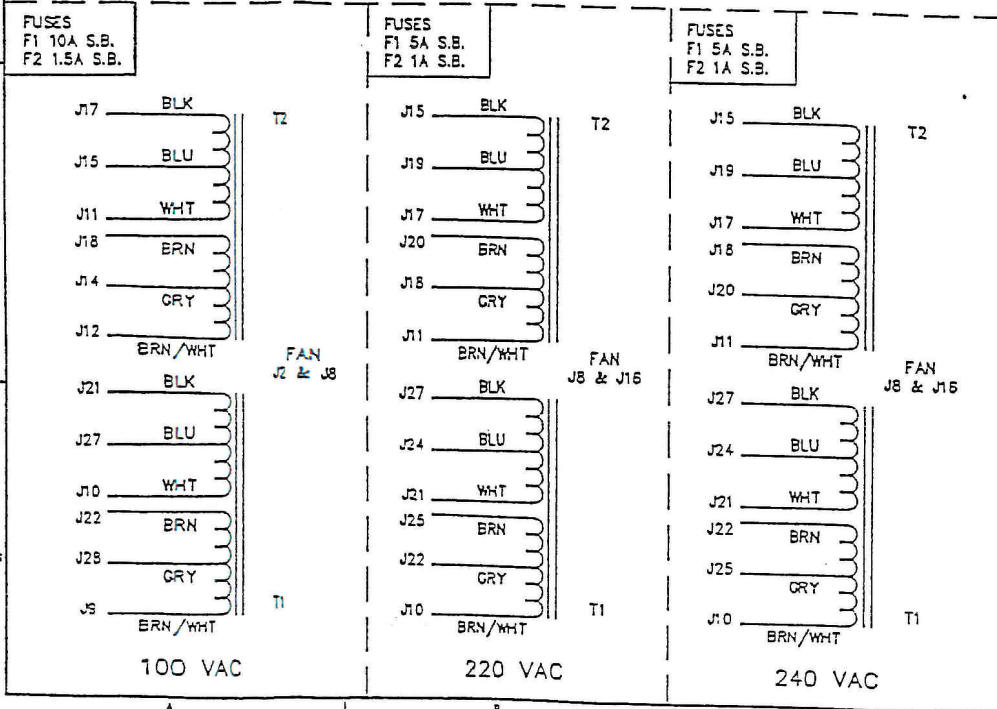 FUSES
F1 10A S.B.
F2 1.5A S.B.
J17 BLK
T2
J15 BLU
J11 WHT
J18
BRN
J14
GRY
J12
BRN/WHT
FAN
J2 & J8
J21 BLK
J27 BLU
J10 WHT
J22
BRN
J28
GRY
J9
T1
BRN/WHT
100 VAC
FUSES
F1 5A S.B.
F2 1A S.B.
J15 BLK
T2
J19 BLU
J17 WHT
J20
BRN
J18
GRY
J11
BRN/WHT
FAN
J8 & J16
J27 BLK
J24 BLU
J21 WHT
J25
BRN
J22
GRY
J10
T1
BRN/WHT
220 VAC
FUSES
F1 5A S.B.
F2 1A S.B.
J15 BLK
T2
J19 BLU
J17 WHT
J18
BRN
J20
GRY
J11
BRN/WHT
FAN
J8 & J16
J27 BLK
J24 BLU
J21 WHT
J22
BRN
J25
GRY
J10
T1
BRN/WHT
240 VAC